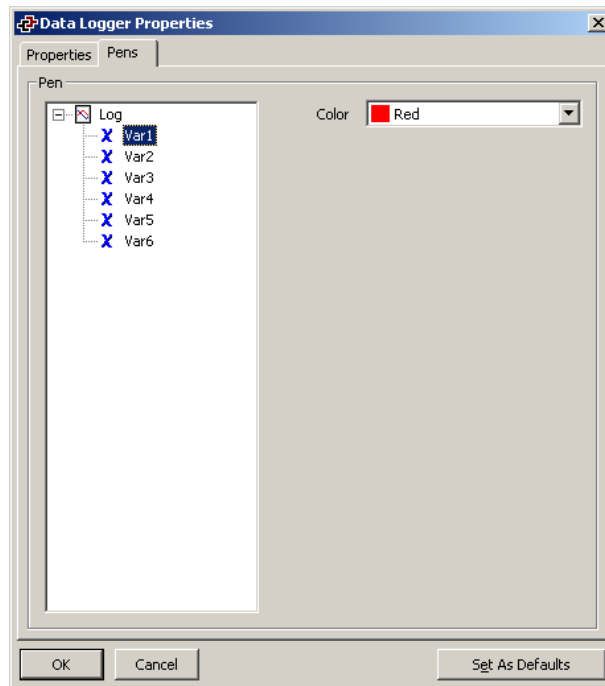 Data Logger Properties
Properties Pens
Pen
Log
Color Red
Var1
Var2
Var3
Var4
Var5
Var6
OK Cancel Set As Defaults